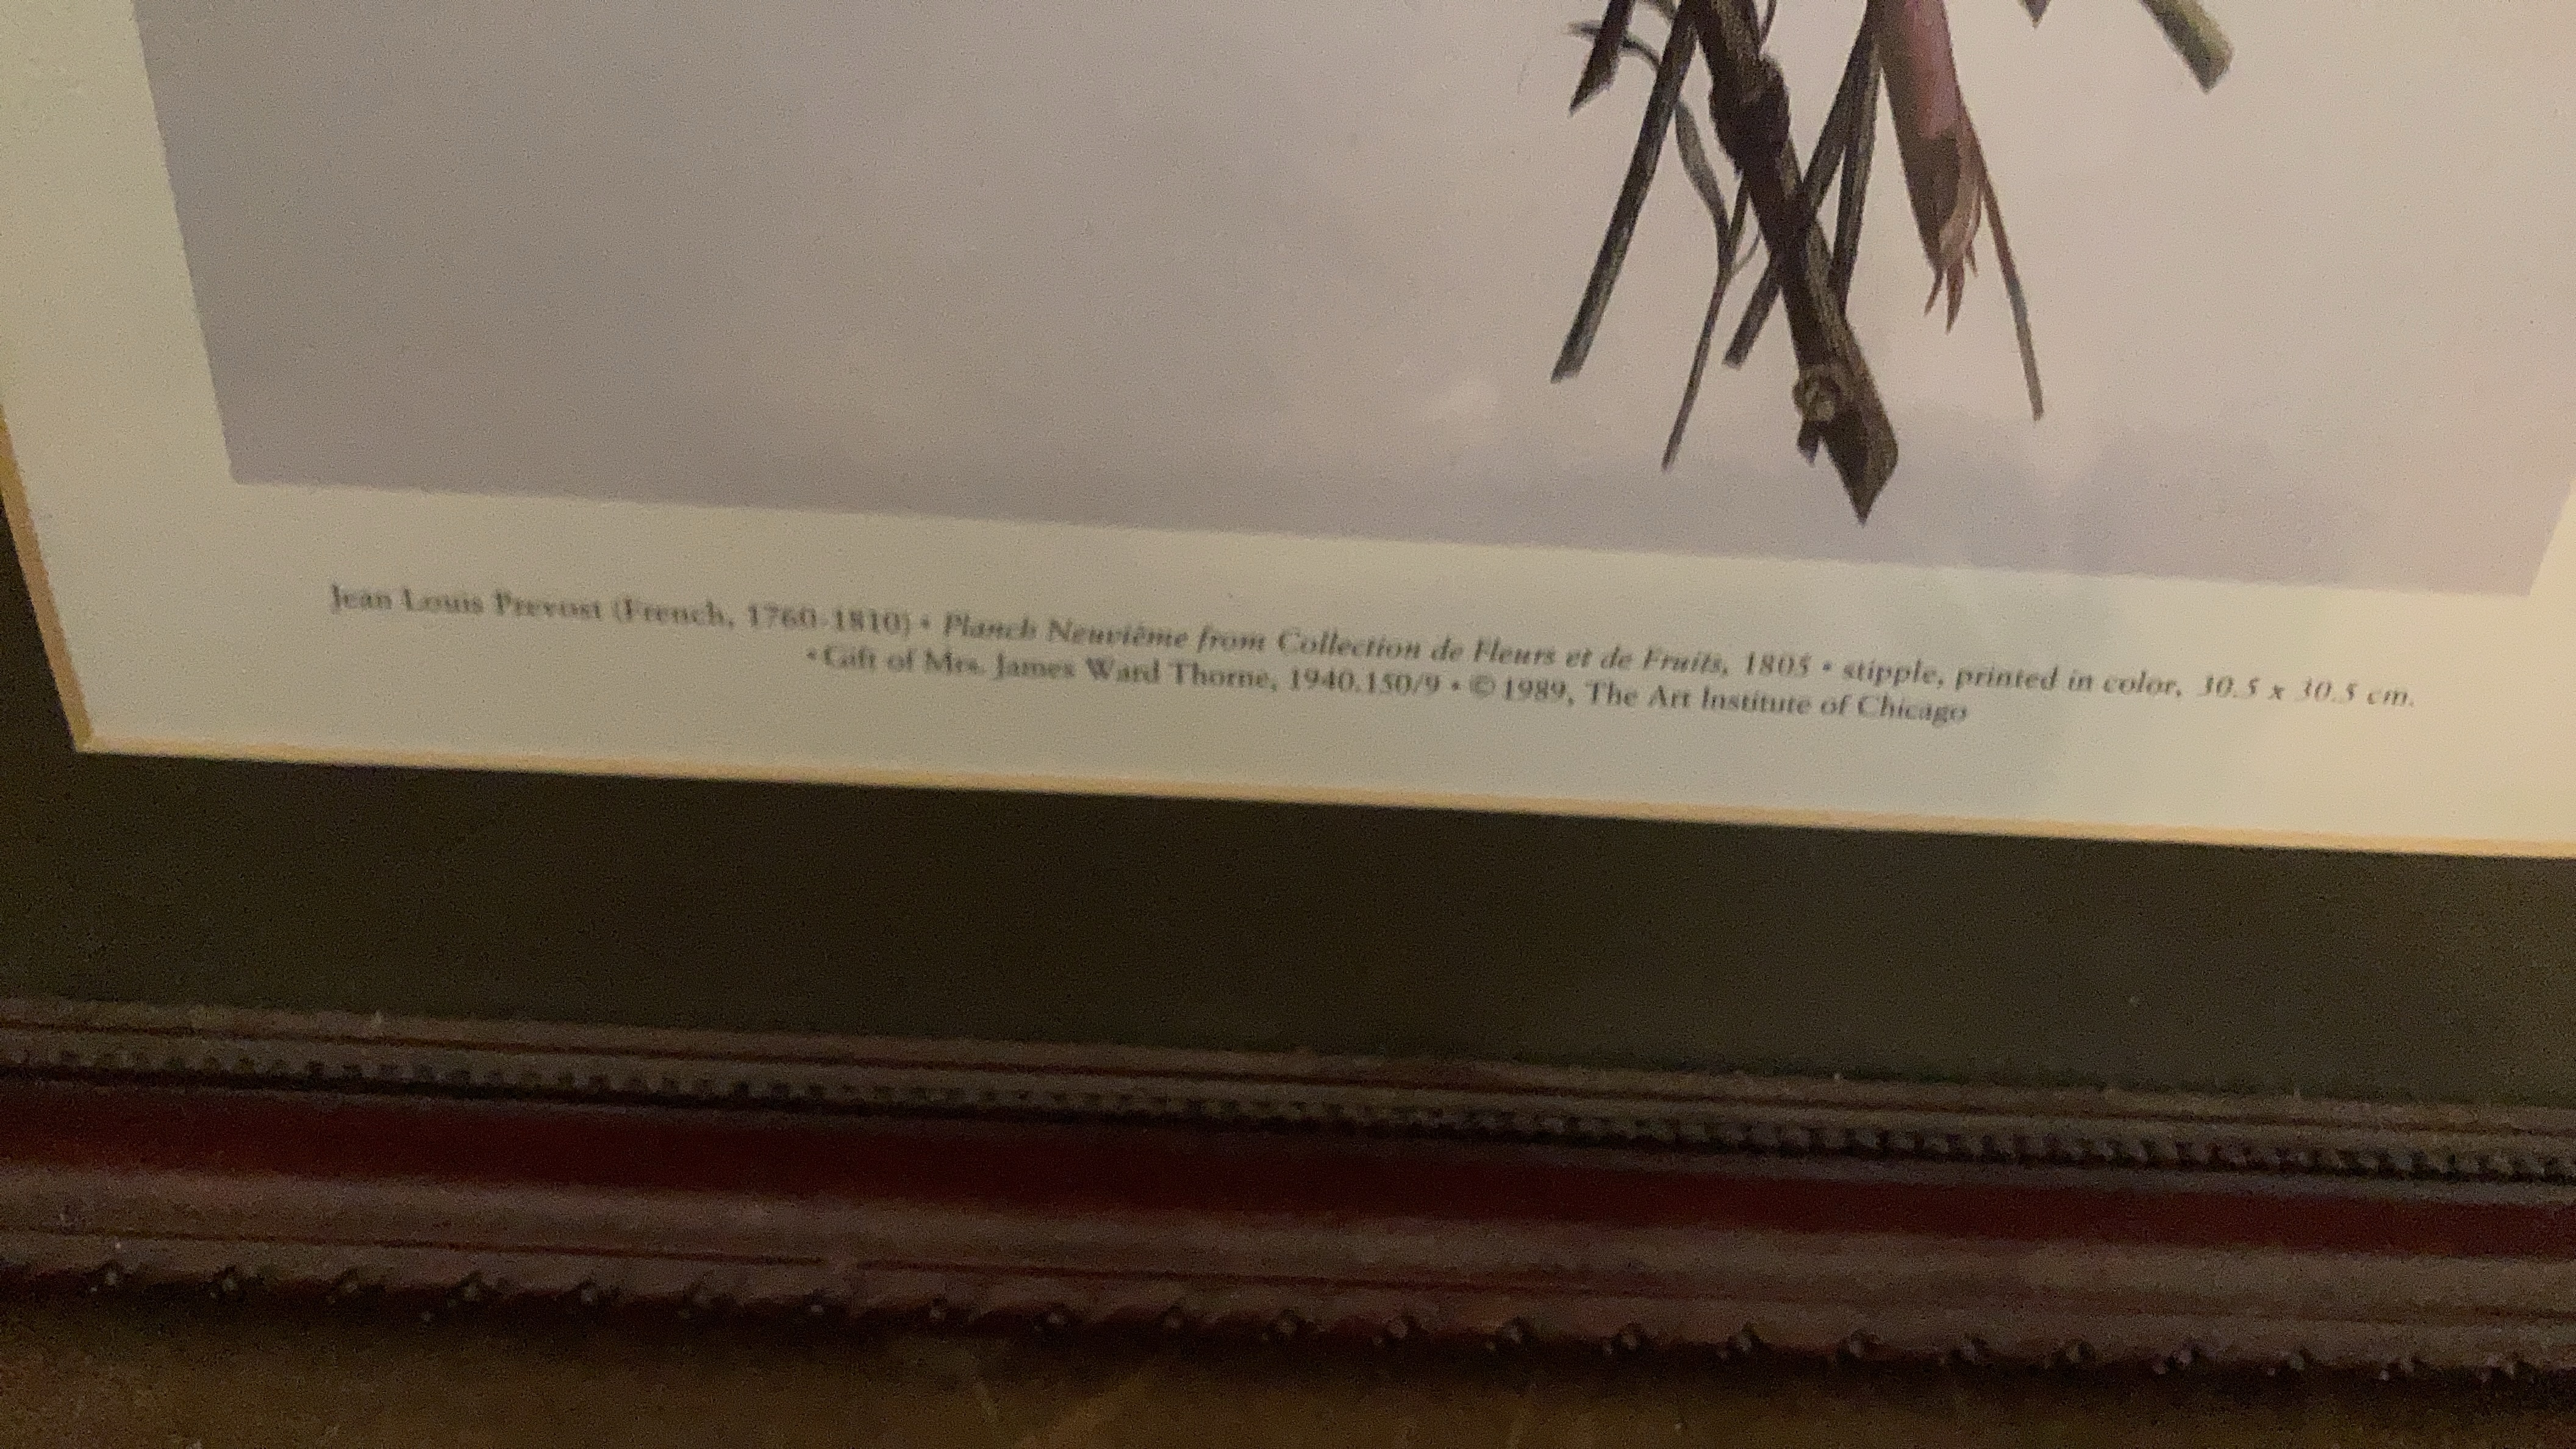 Jean Louis Prevost (French, 1760-1810) • Planch Neuviême from Collection de Fleurs et de Fruits, 1805 • stipple, printed in color, 30.5 x 30.5 cm.
• Gift of Mrs. James Ward Thorne, 1940.150/9 • © 1989, The Art Institute of Chicago